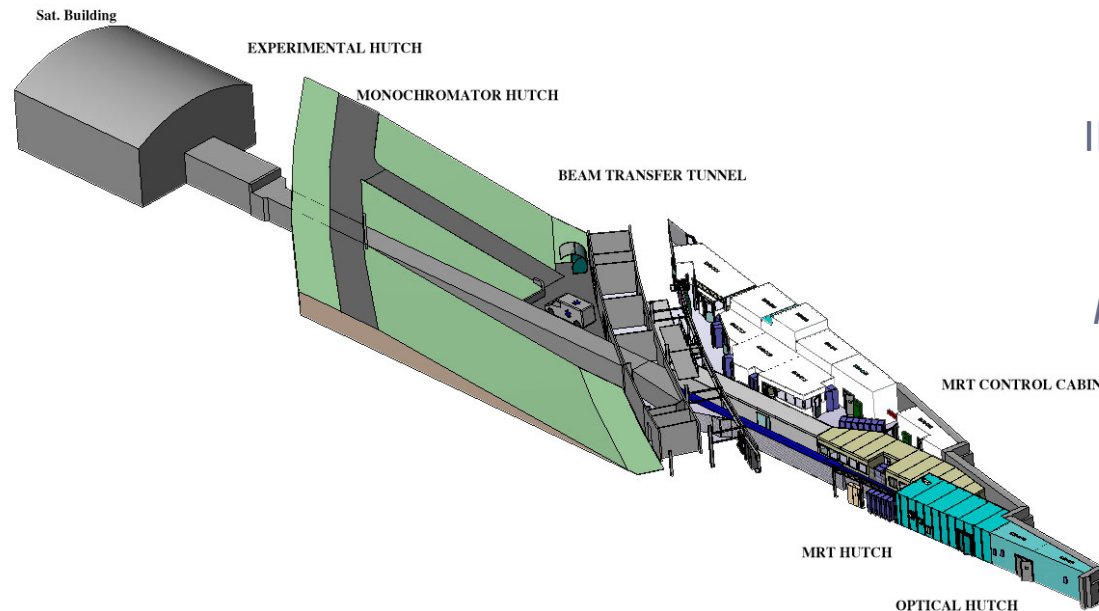 Sat. Building
EXPERIMENTAL HUTCH
MONOCHROMATOR HUTCH
BEAM TRANSFER TUNNEL
MRT CONTROL CABIN
MRT HUTCH
OPTICAL HUTCH